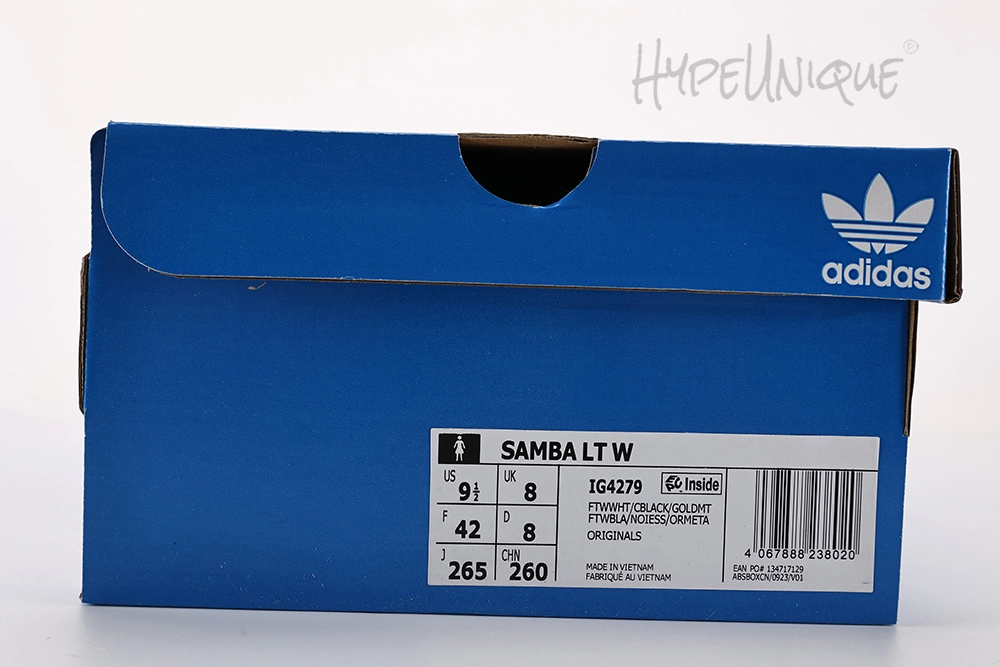 HYPEUNIQUE®
adidas
SAMBA LT W
US 9½ UK 8
F 42 D 8
J 265 CHN 260
IG4279 Inside
FTWWHT/CBLACK/GOLDMT
FTWBLA/NOIESS/ORMETA
ORIGINALS
MADE IN VIETNAM
FABRIQUÉ AU VIETNAM
4 067888 238020
EAN PO# 134717129
ABSBOXCN/0923/V01